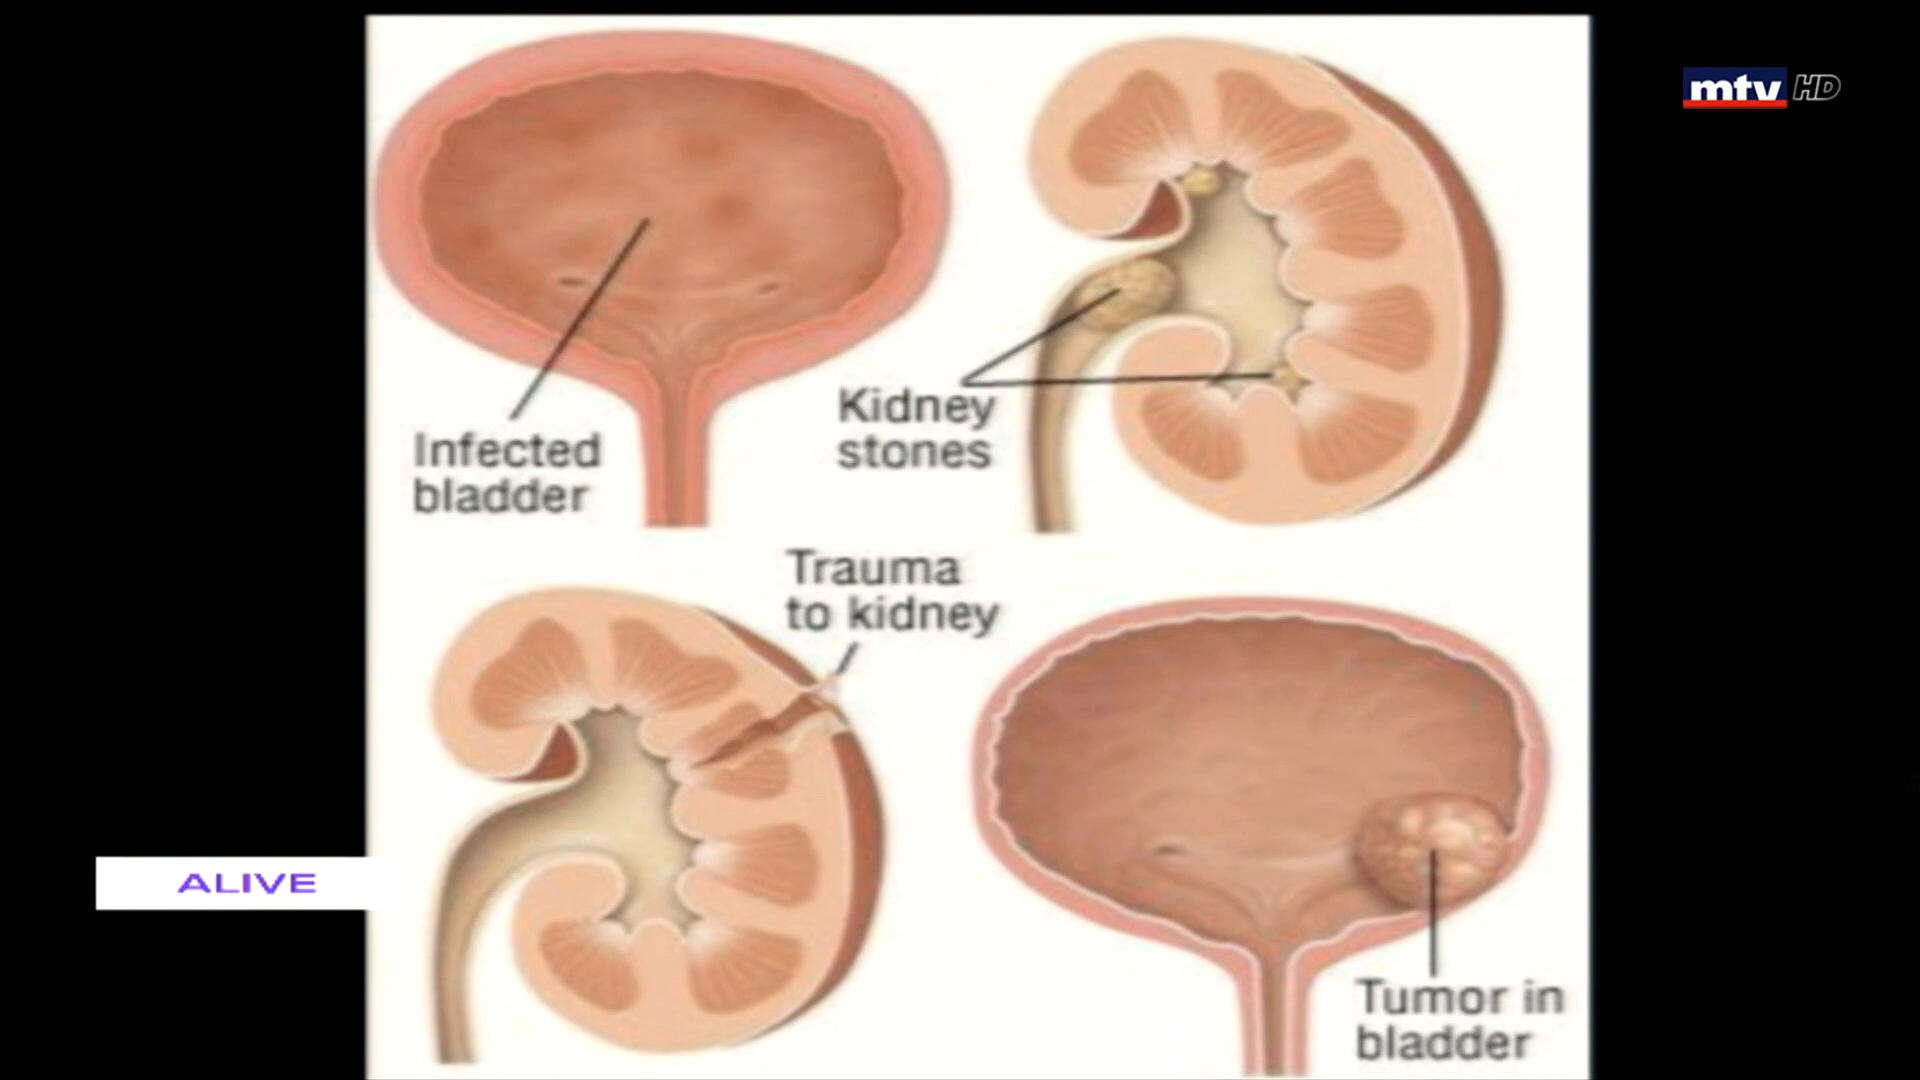 mtv HD
Infected
bladder
Kidney
stones
Trauma
to kidney
ALIVE
Tumor in
bladder